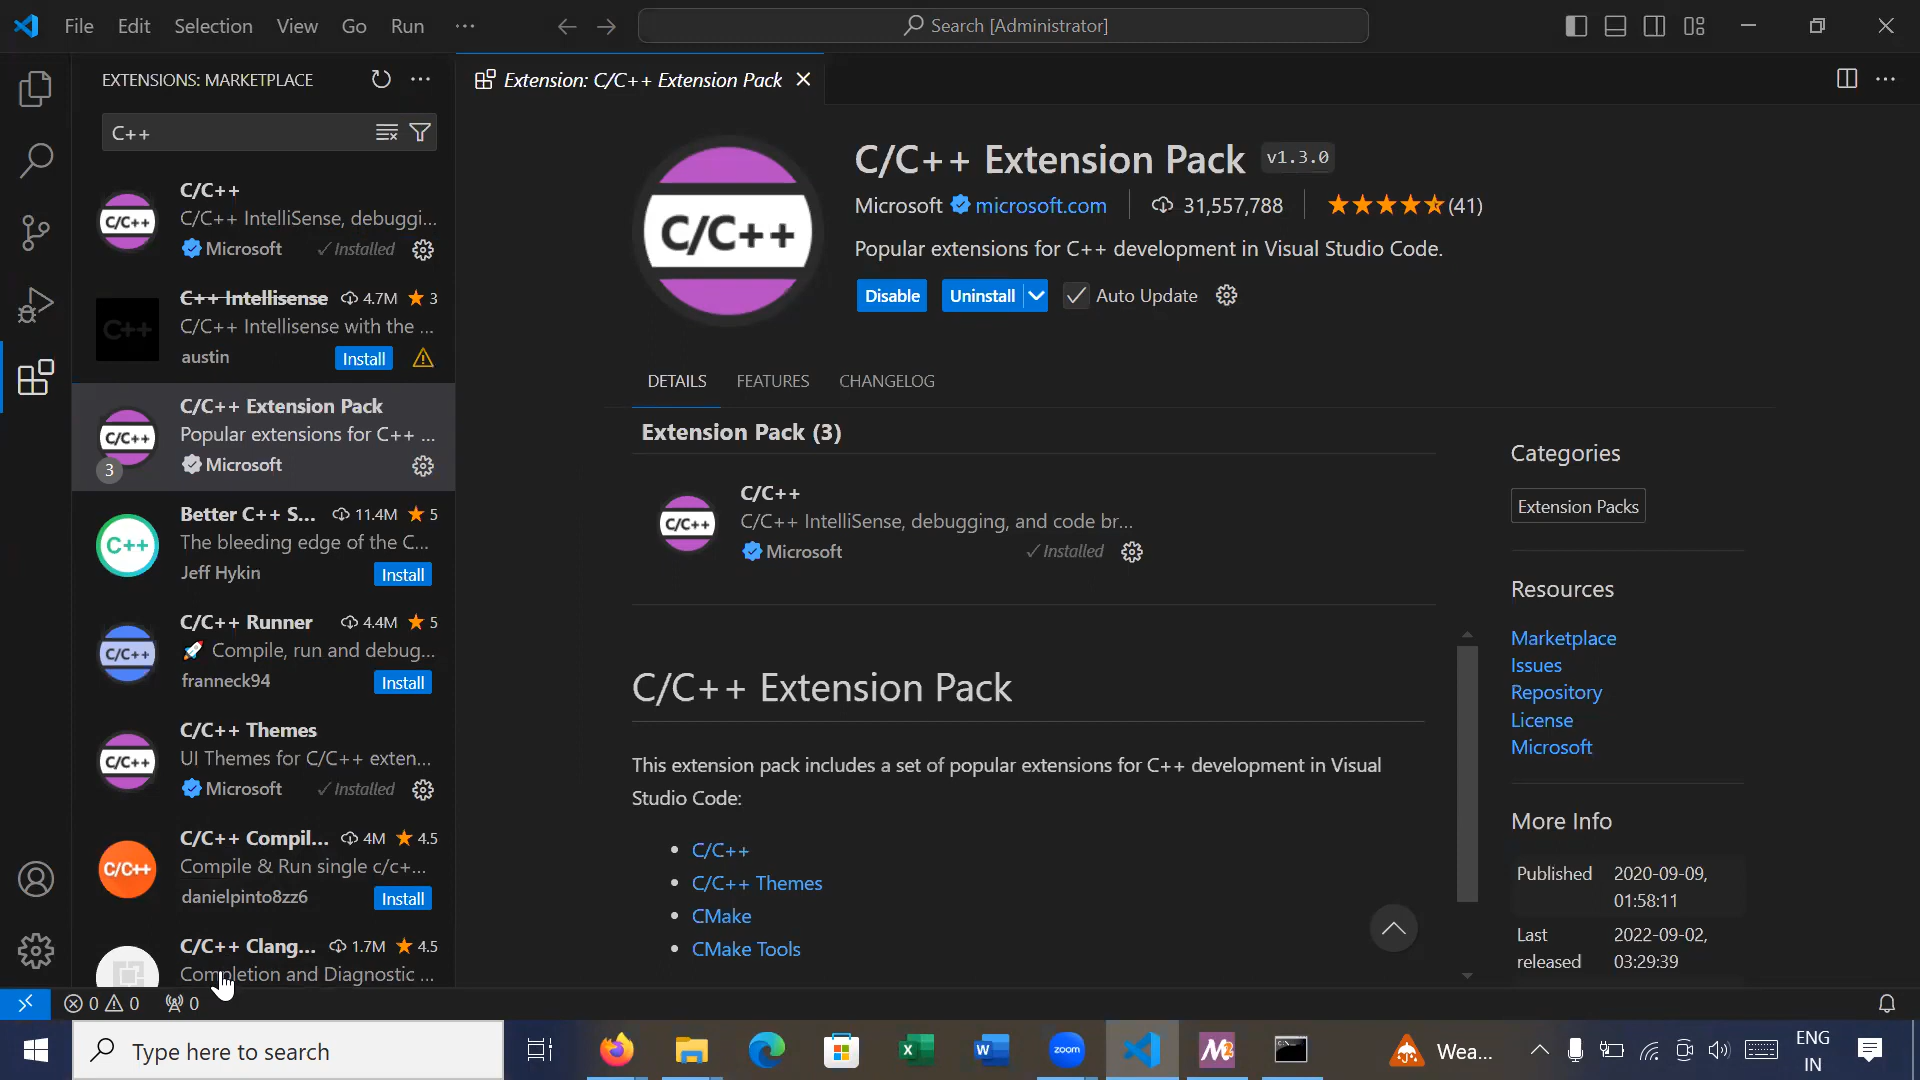 File Edit Selection View Go Run ...
Search [Administrator]
EXTENSIONS: MARKETPLACE
Extension: C/C++ Extension Pack
C++
C/C++
C/C++
C/C++ IntelliSense, debuggi...
Microsoft
Installed
C++
C++ Intellisense
4.7M
3
C/C++ Intellisense with the ...
austin
Install
C/C++
3
C/C++ Extension Pack
Popular extensions for C++ ...
Microsoft
C++
Better C++ S...
11.4M
5
The bleeding edge of the C...
Jeff Hykin
Install
C/C++
C/C++ Runner
4.4M
5
Compile, run and debug...
franneck94
Install
C/C++
C/C++ Themes
UI Themes for C/C++ exten...
Microsoft
Installed
C/C++
C/C++ Compil...
4M
4.5
Compile & Run single c/c+...
danielpinto8zz6
Install
C/C++ Clang...
1.7M
4.5
Completion and Diagnostic ...
C/C++
C/C++ Extension Pack
v1.3.0
Microsoft microsoft.com
31,557,788
(41)
Popular extensions for C++ development in Visual Studio Code.
Disable
Uninstall
Auto Update
DETAILS FEATURES CHANGELOG
Extension Pack (3)
C/C++
C/C++
C/C++ IntelliSense, debugging, and code br...
Microsoft
Installed
C/C++ Extension Pack
This extension pack includes a set of popular extensions for C++ development in Visual
Studio Code:
• C/C++
• C/C++ Themes
• CMake
• CMake Tools
Categories
Extension Packs
Resources
Marketplace
Issues
Repository
License
Microsoft
More Info
Published 2020-09-09,
01:58:11
Last 2022-09-02,
released 03:29:39
0 0 0
Type here to search
zoom
Wea...
ENG
IN